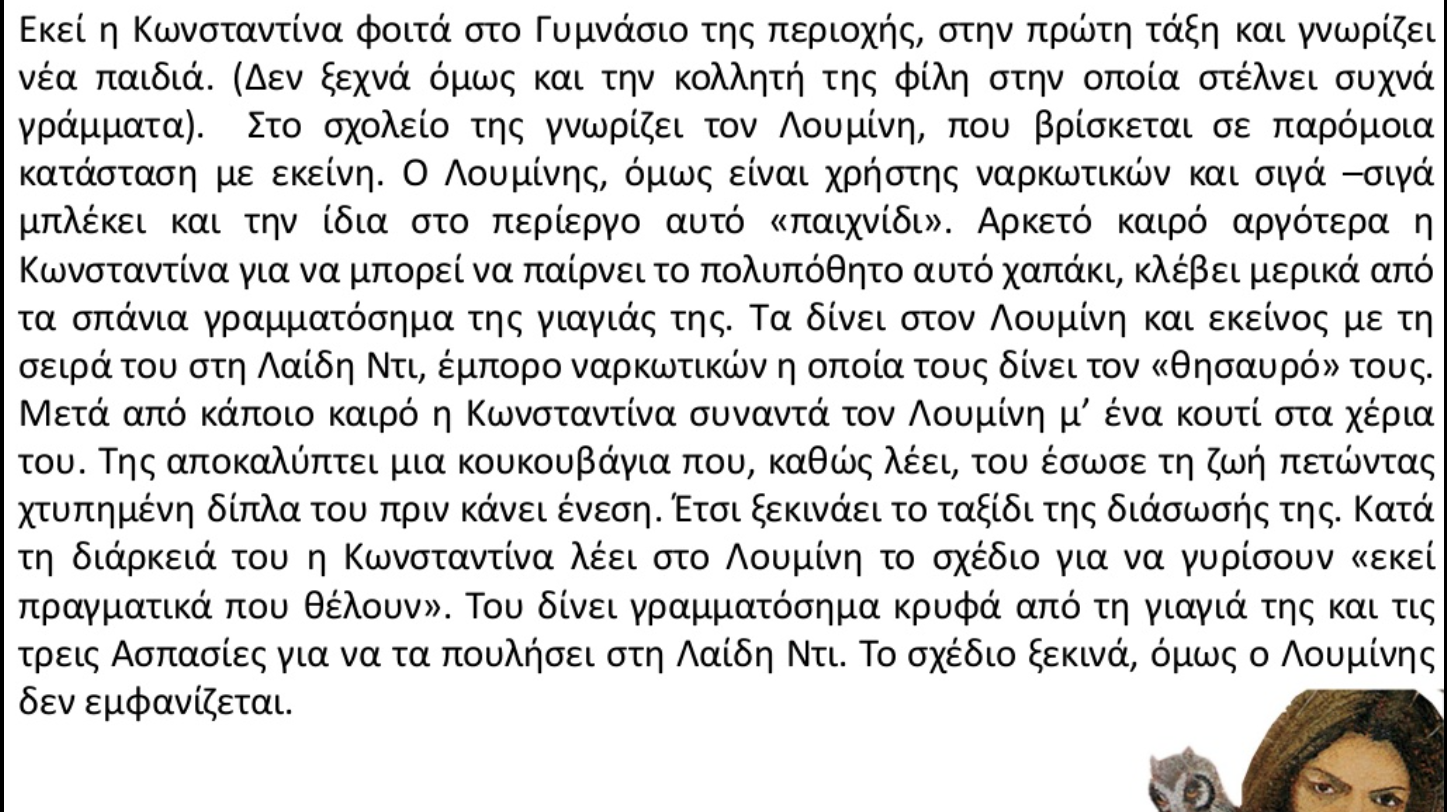 Εκεί η Κωνσταντίνα φοιτά στο Γυμνάσιο της περιοχής, στην πρώτη τάξη και γνωρίζει
νέα παιδιά. (Δεν ξεχνά όμως και την κολλητή της φίλη στην οποία στέλνει συχνά
γράμματα). Στο σχολείο της γνωρίζει τον Λουμίνη, που βρίσκεται σε παρόμοια
κατάσταση με εκείνη. Ο Λουμίνης, όμως είναι χρήστης ναρκωτικών και σιγά –σιγά
μπλέκει και την ίδια στο περίεργο αυτό «παιχνίδι». Αρκετό καιρό αργότερα η
Κωνσταντίνα για να μπορεί να παίρνει το πολυπόθητο αυτό χαπάκι, κλέβει μερικά από
τα σπάνια γραμματόσημα της γιαγιάς της. Τα δίνει στον Λουμίνη και εκείνος με τη
σειρά του στη Λαίδη Ντι, έμπορο ναρκωτικών η οποία τους δίνει τον «θησαυρό» τους.
Μετά από κάποιο καιρό η Κωνσταντίνα συναντά τον Λουμίνη μ’ ένα κουτί στα χέρια
του. Της αποκαλύπτει μια κουκουβάγια που, καθώς λέει, του έσωσε τη ζωή πετώντας
χτυπημένη δίπλα του πριν κάνει ένεση. Έτσι ξεκινάει το ταξίδι της διάσωσής της. Κατά
τη διάρκειά του η Κωνσταντίνα λέει στο Λουμίνη το σχέδιο για να γυρίσουν «εκεί
πραγματικά που θέλουν». Του δίνει γραμματόσημα κρυφά από τη γιαγιά της και τις
τρεις Ασπασίες για να τα πουλήσει στη Λαίδη Ντι. Το σχέδιο ξεκινά, όμως ο Λουμίνης
δεν εμφανίζεται.